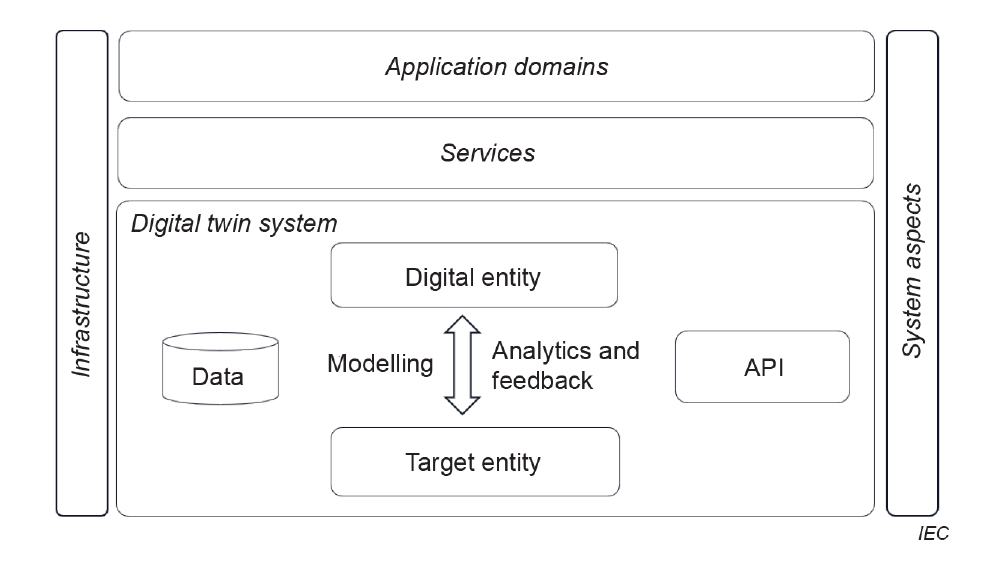 Application domains
Services
Digital twin system
Digital entity
Infrastructure
System aspects
Data
Modelling
Analytics and
feedback
API
Target entity
IEC